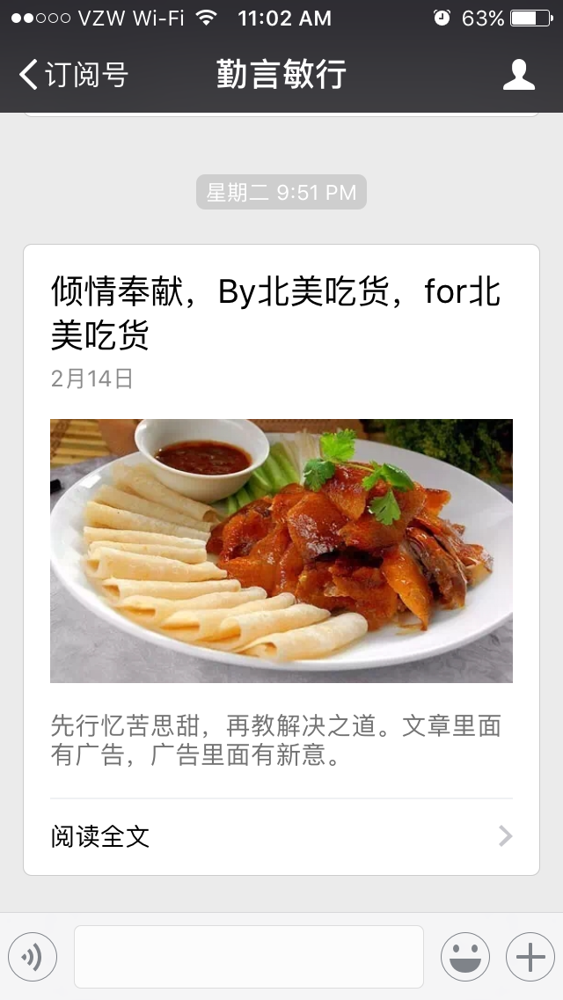 VZW Wi-Fi 11:02 AM 63%
订阅号 勤言敏行
星期二 9:51 PM
倾情奉献，By北美吃货，for北
美吃货
2月14日
先行忆苦思甜，再教解决之道。文章里面
有广告，广告里面有新意。
阅读全文